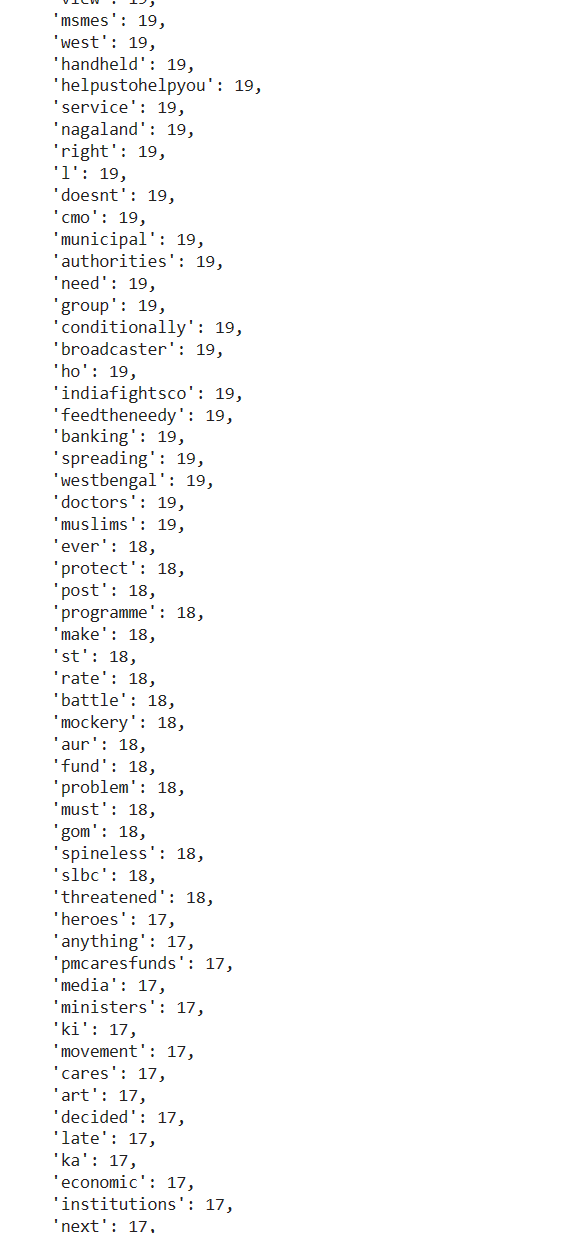 'view': 19,
'msmes': 19,
'west': 19,
'handheld': 19,
'helpustohelpyou': 19,
'service': 19,
'nagaland': 19,
'right': 19,
'l': 19,
'doesnt': 19,
'cmo': 19,
'municipal': 19,
'authorities': 19,
'need': 19,
'group': 19,
'conditionally': 19,
'broadcaster': 19,
'ho': 19,
'indiafightsco': 19,
'feedtheneedy': 19,
'banking': 19,
'spreading': 19,
'westbengal': 19,
'doctors': 19,
'muslims': 19,
'ever': 18,
'protect': 18,
'post': 18,
'programme': 18,
'make': 18,
'st': 18,
'rate': 18,
'battle': 18,
'mockery': 18,
'aur': 18,
'fund': 18,
'problem': 18,
'must': 18,
'gom': 18,
'spineless': 18,
'slbc': 18,
'threatened': 18,
'heroes': 17,
'anything': 17,
'pmcaresfunds': 17,
'media': 17,
'ministers': 17,
'ki': 17,
'movement': 17,
'cares': 17,
'art': 17,
'decided': 17,
'late': 17,
'ka': 17,
'economic': 17,
'institutions': 17,
'next': 17,